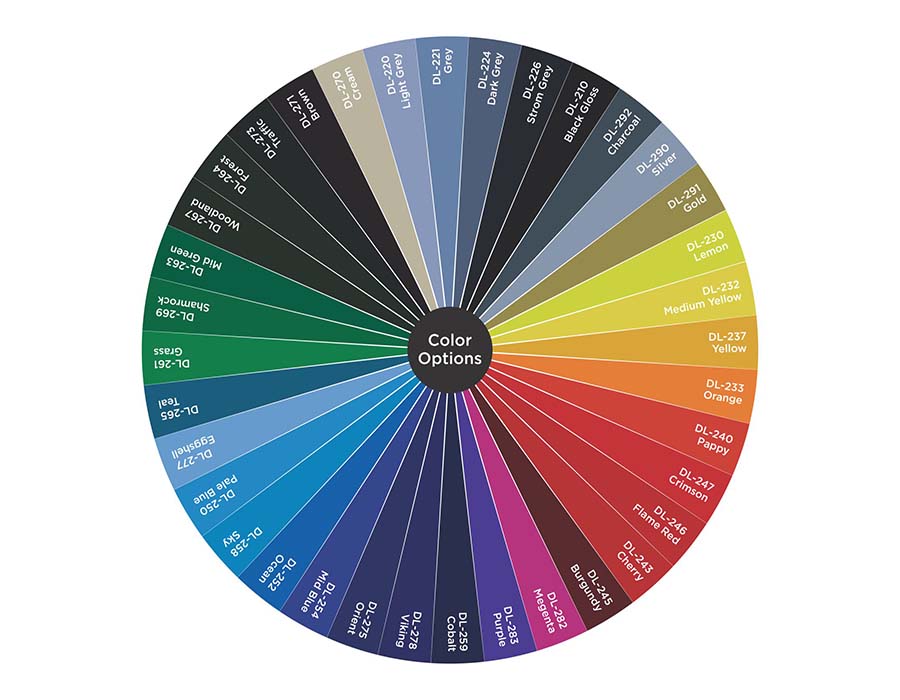 DL-221
Grey
DL-224
Dark Grey
DL-226
Strom Grey
DL-210
Black Gloss
DL-292
Charcoal
DL-290
Silver
DL-291
Gold
DL-230
Lemon
DL-232
Medium Yellow
DL-237
Yellow
DL-233
Orange
DL-240
Pappy
DL-247
Crimson
DL-246
Flame Red
DL-243
Cherry
DL-245
Burgundy
DL-282
Megenta
DL-283
Purple
DL-259
Cobalt
DL-278
Viking
DL-275
Orient
DL-254
Mid Blue
DL-252
Ocean
DL-258
Sky
DL-250
Pale Blue
DL-277
Eggshell
DL-265
Teal
DL-261
Grass
DL-269
Shamrock
DL-263
Mid Green
DL-267
Woodland
DL-264
Forest
DL-273
Traffic
DL-271
Brown
DL-270
Cream
DL-220
Light Grey
Color
Options